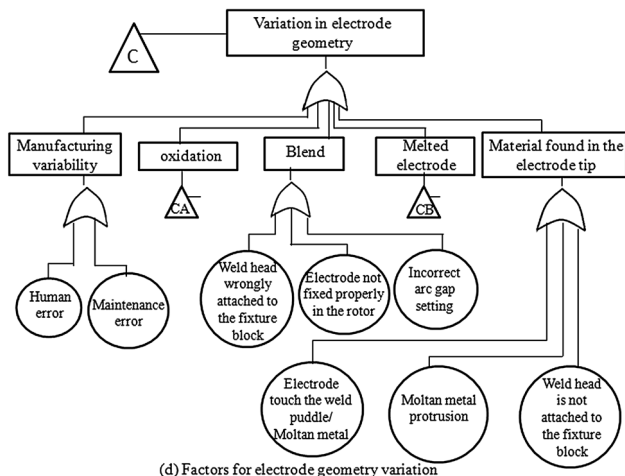 Variation in electrode
geometry
C
Manufacturing
variability
oxidation
Blend
Melted
electrode
Material found in the
electrode tip
CA
CB
Human
error
Maintenance
error
Weld head
wrongly
attached to
the fixture
block
Electrode not
fixed properly
in the rotor
Incorrect
arc gap
setting
Electrode
touch the weld
puddle/
Moltan metal
Moltan metal
protrusion
Weld head
is not
attached to
the fixture
block
(d) Factors for electrode geometry variation